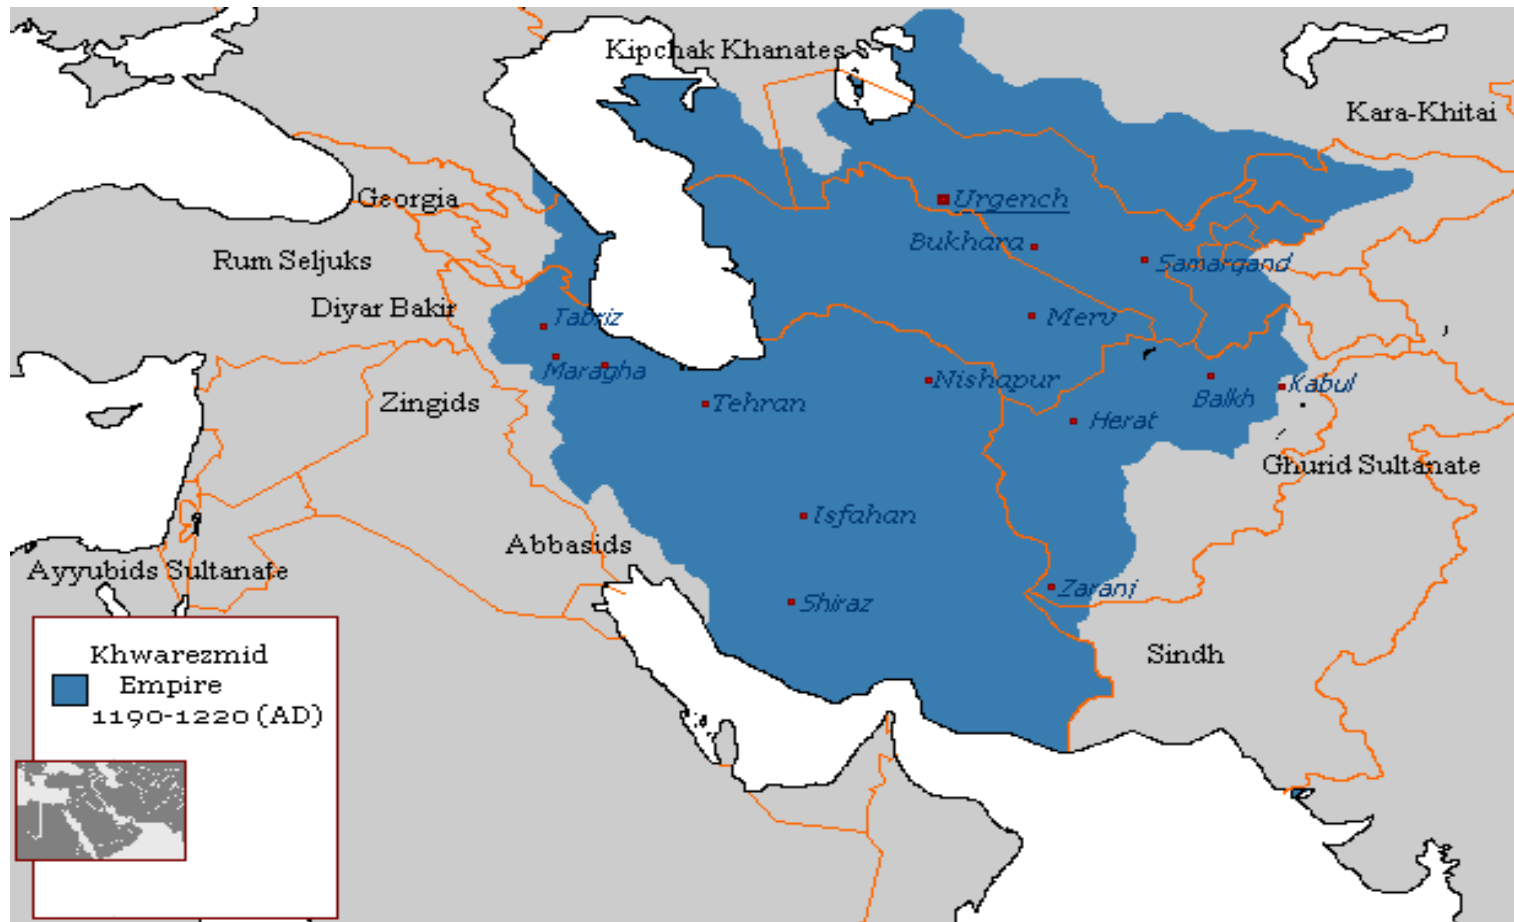 Kipchak Khanates S.
Kara-Khitai
Georgia
Urgench
Bukhara
Rum Seljuks
Samarqand
Diyar Bakir
Tabriz
Merv
Maragha
Nishapur
Kabul
Zingids
Tehran
Balkh
Herat
Ghurid Sultanate
Isfahan
Abbasids
Ayyubids Sultanate
Zaranj
Shiraz
Sindh
Khwarezmid
Empire
1190-1220 (AD)